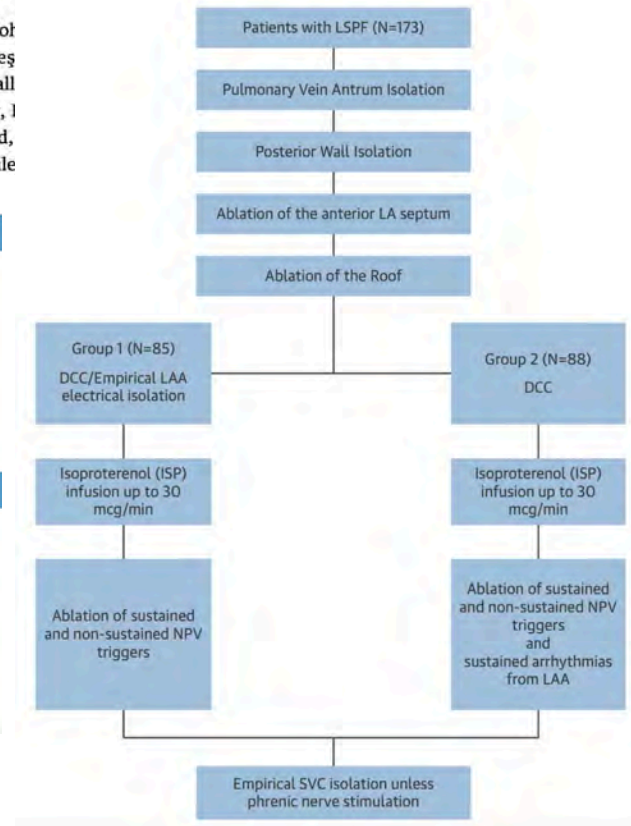 Patients with LSPF (N=173)
Pulmonary Vein Antrum Isolation
Posterior Wall Isolation
Ablation of the anterior LA septum
Ablation of the Roof
Group 1 (N=85)
DCC/Empirical LAA
electrical isolation
Isoproterenol (ISP)
infusion up to 30
mcg/min
Ablation of sustained
and non-sustained NPV
triggers
Group 2 (N=88)
DCC
Isoproterenol (ISP)
infusion up to 30
mcg/min
Ablation of sustained
and non-sustained NPV
triggers
and
sustained arrhythmias
from LAA
Empirical SVC isolation unless
phrenic nerve stimulation